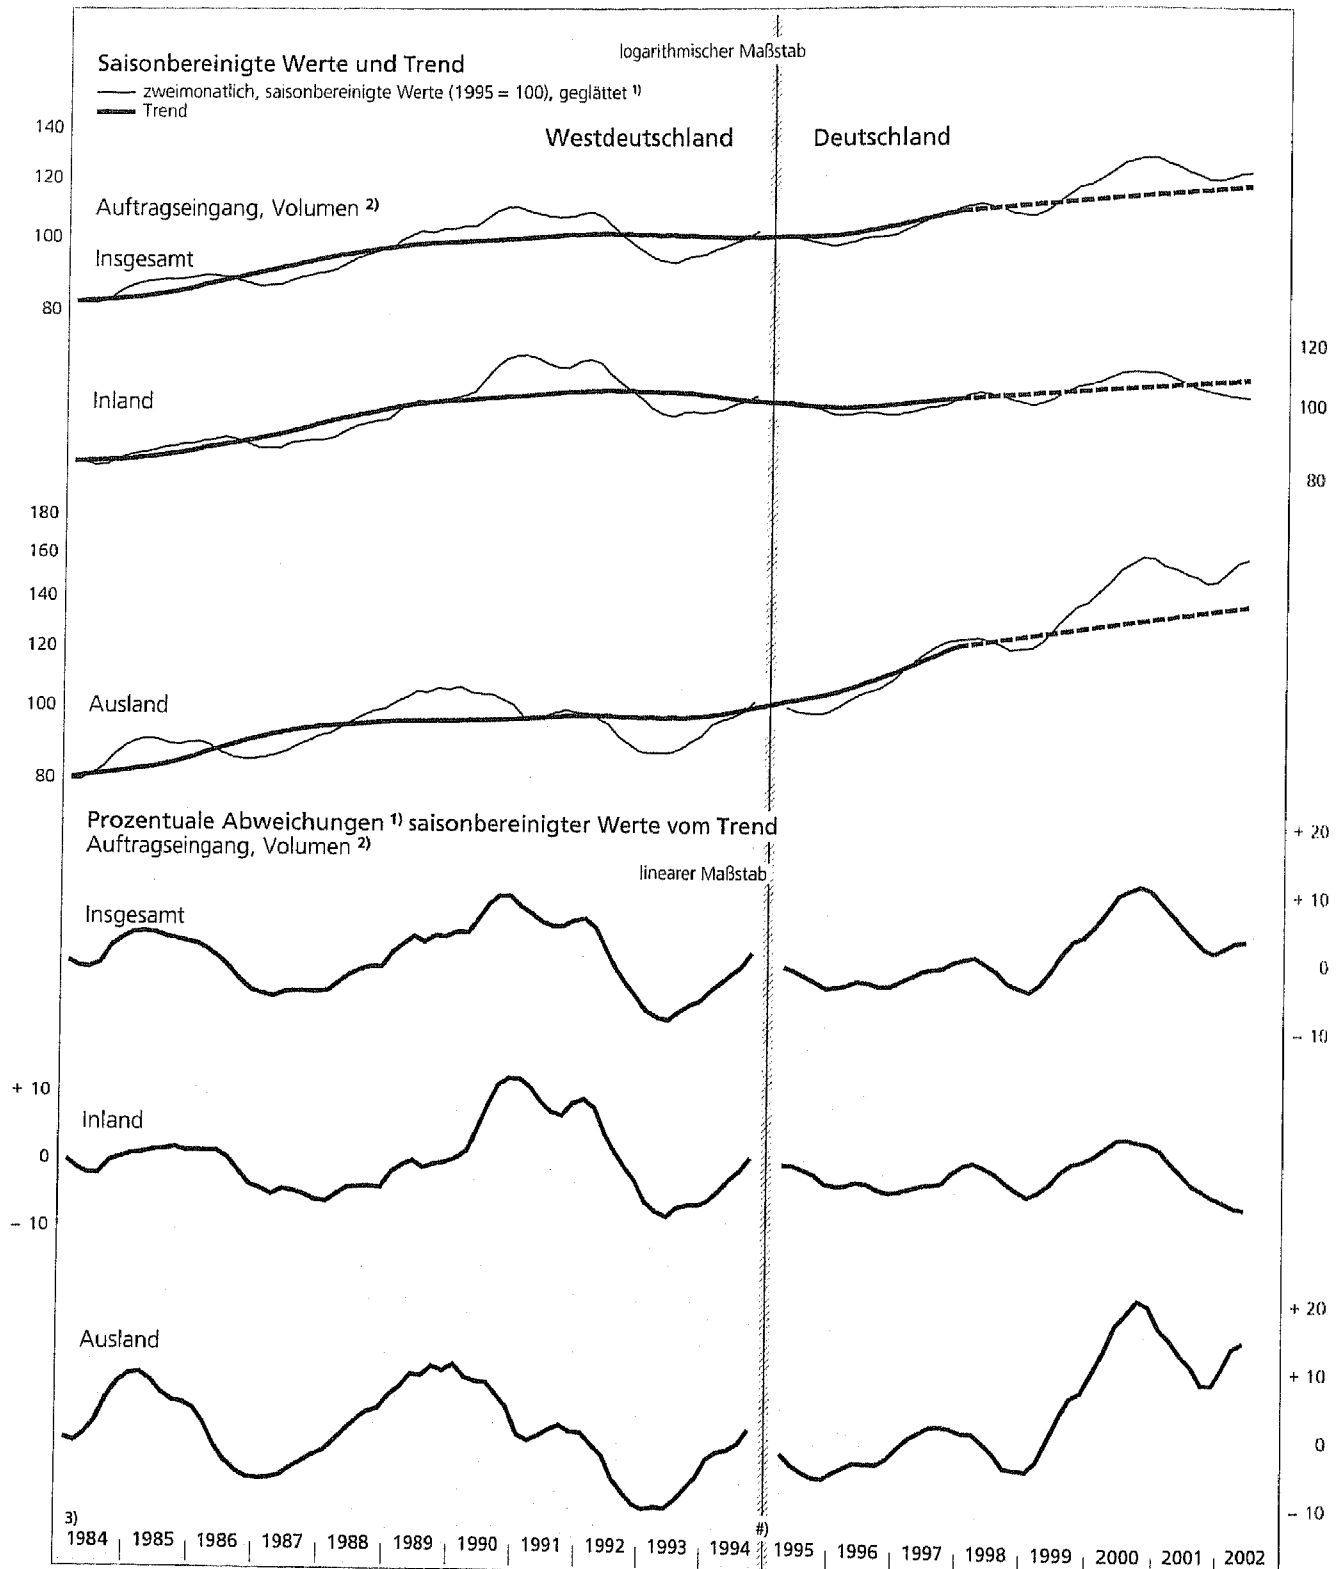 logarithmischer Maßstab
Saisonbereinigte Werte und Trend
zweimonatlich, saisonbereinigte Werte (1995 = 100), geglättet 1)
Trend
Westdeutschland
Deutschland
140
120
Auftragseingang, Volumen 2)
100
Insgesamt
80
120
Inland
100
80
180
160
140
120
100
Ausland
80
Prozentuale Abweichungen 1) saisonbereinigter Werte vom Trend
+ 20
Auftragseingang, Volumen 2)
linearer Maßstab
+ 10
Insgesamt
0
– 10
+ 10
Inland
0
– 10
+ 20
Ausland
+ 10
0
– 10
3)
#)
1984 1985 1986 1987 1988 1989 1990 1991 1992 1993 1994 1995 1996 1997 1998 1999 2000 2001 2002